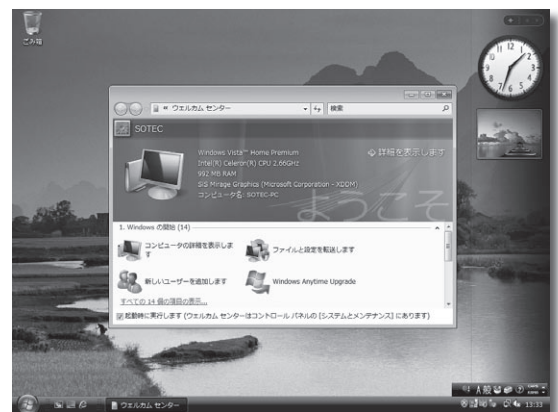 ごみ箱
ウェルカム センター
検索
SOTEC
Windows Vista™ Home Premium
Intel(R) Celeron(R) CPU 2.66GHz
992 MB RAM
SiS Mirage Graphics (Microsoft Corporation - XDDM)
コンピュータ名: SOTEC-PC
詳細を表示します
ようこそ
1. Windows の開始 (14)
コンピュータの詳細を表示しま
す
ファイルと設定を転送します
新しいユーザーを追加します
Windows Anytime Upgrade
すべての 14 個の項目の表示...
起動時に実行します (ウェルカム センターはコントロール パネルの [システムとメンテナンス] にあります)
A 般
ウェルカム センター
13:33